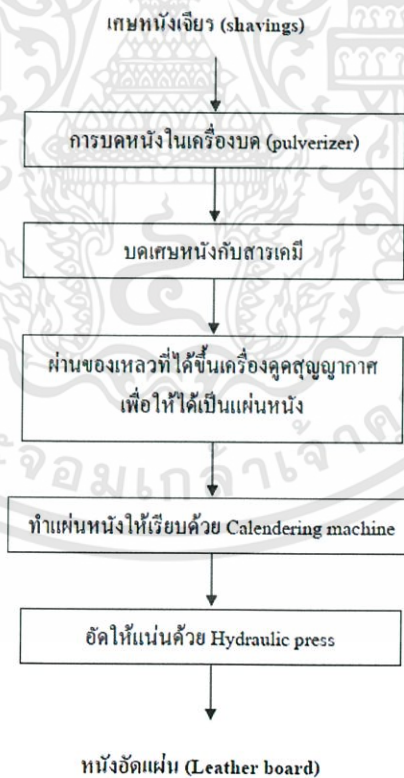 เศษหนังเจียร (shavings)
การบดหนังในเครื่องบด (pulverizer)
บดเศษหนังกับสารเคมี
ผ่านของเหลวที่ได้ขึ้นเครื่องดูดสุญญากาศ
เพื่อให้ได้เป็นแผ่นหนัง
ทำแผ่นหนังให้เรียบด้วย Calendering machine
อัดให้แน่นด้วย Hydraulic press
หนังอัดแผ่น (Leather board)